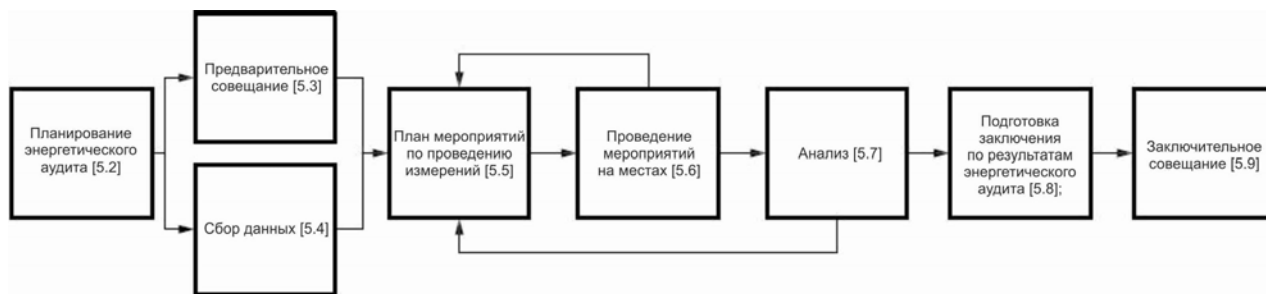 Планирование
энергетического
аудита [5.2]
Предварительное
совещание [5.3]
Сбор данных [5.4]
План мероприятий
по проведению
измерений [5.5]
Проведение
мероприятий
на местах [5.6]
Анализ [5.7]
Подготовка
заключения
по результатам
энергетического
аудита [5.8];
Заключительное
совещание [5.9]